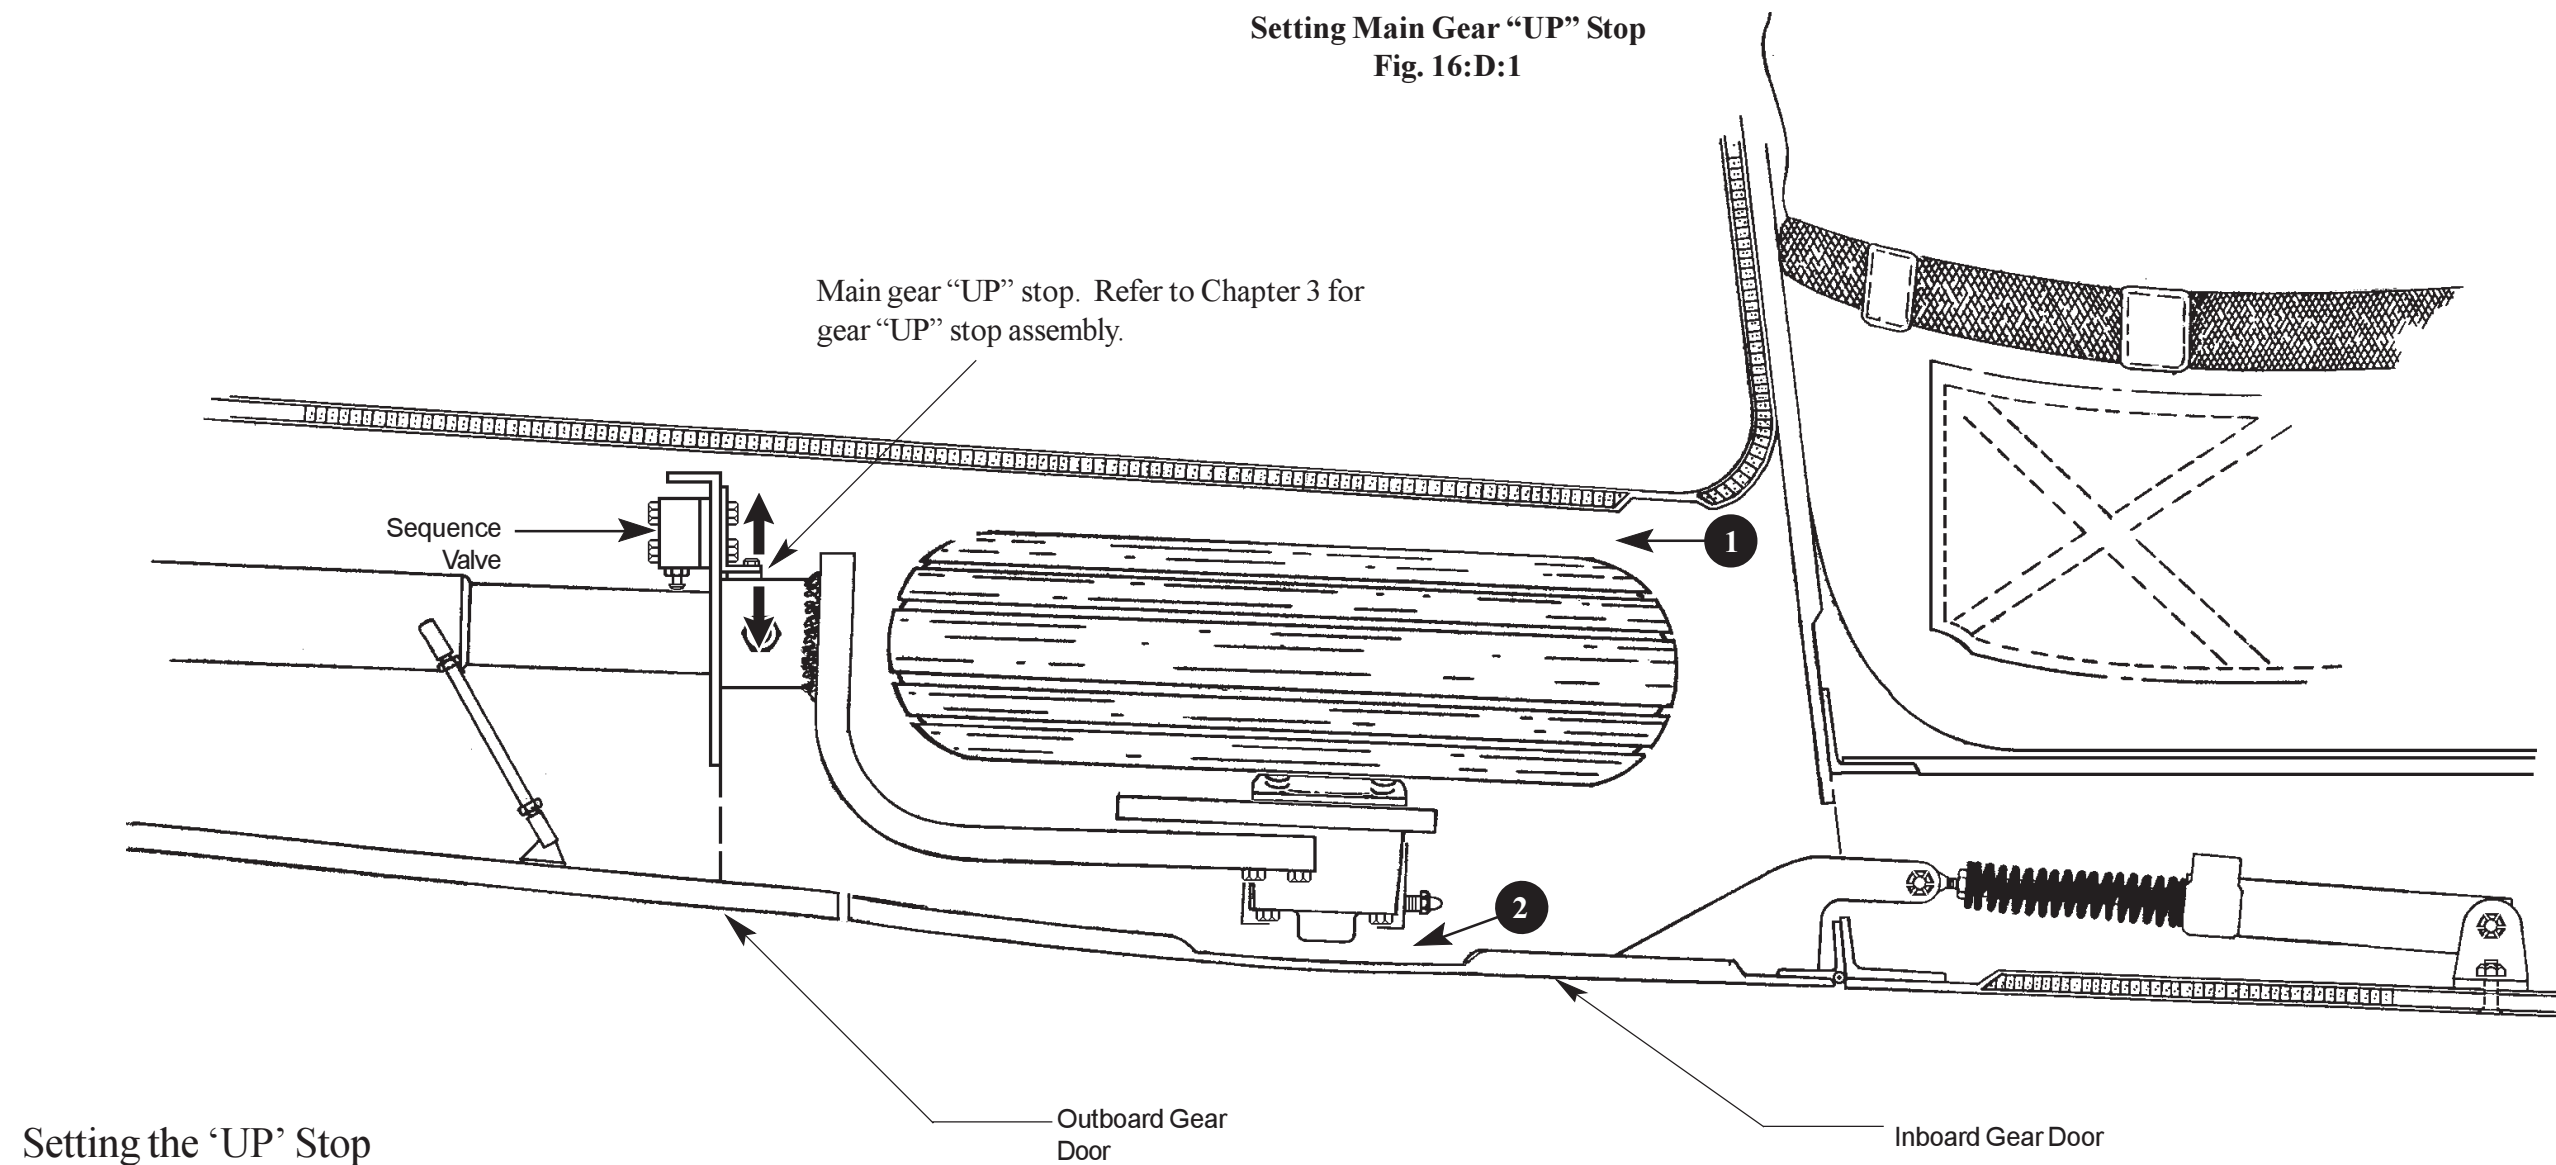 Setting Main Gear “UP” Stop
Fig. 16:D:1
Main gear “UP” stop.  Refer to Chapter 3 for
gear “UP” stop assembly.
Sequence
Valve
1
2
Outboard Gear
Door
Inboard Gear Door
Setting the ‘UP’ Stop